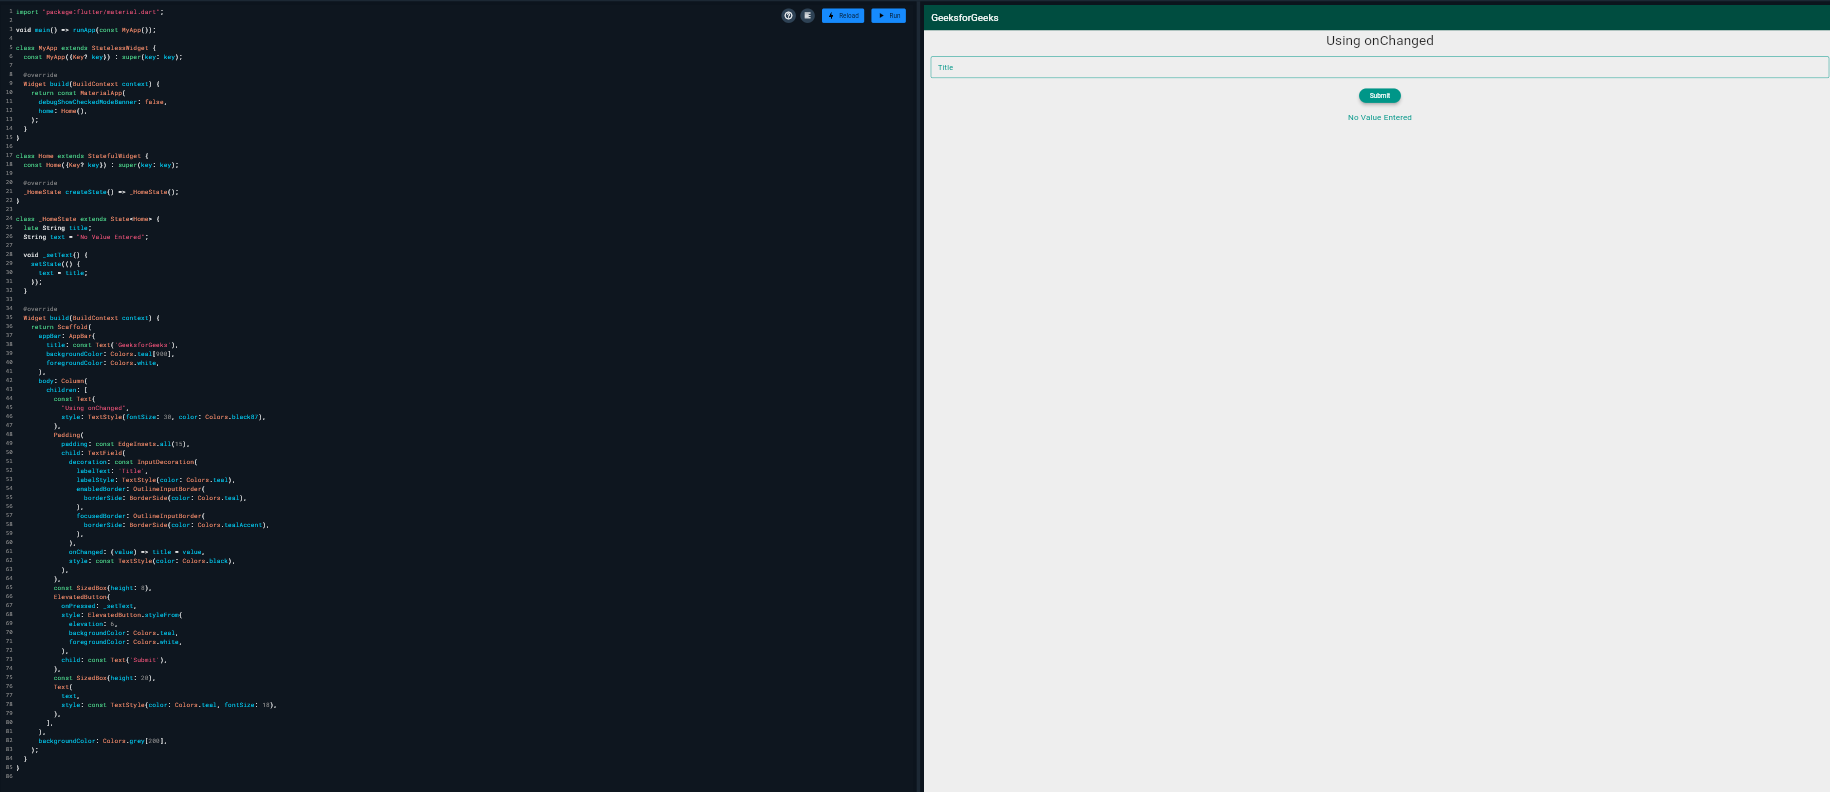 1 import "package:flutter/material.dart";
2
3 void main() => runApp(const MyApp());
4
5 class MyApp extends StatelessWidget {
6 const MyApp({Key? key}) : super(key: key);
7
8 @override
9 Widget build(BuildContext context) {
10 return const MaterialApp(
11 debugShowCheckedModeBanner: false,
12 home: Home(),
13 );
14 }
15 }
16
17 class Home extends StatefulWidget {
18 const Home({Key? key}) : super(key: key);
19
20 @override
21 _HomeState createState() => _HomeState();
22 }
23
24 class _HomeState extends State<Home> {
25 late String title;
26 String text = "No Value Entered";
27
28 void _setText() {
29 setState(() {
30 text = title;
31 });
32 }
33
34 @override
35 Widget build(BuildContext context) {
36 return Scaffold(
37 appBar: AppBar(
38 title: const Text('GeeksforGeeks'),
39 backgroundColor: Colors.teal[900],
40 foregroundColor: Colors.white,
41 ),
42 body: Column(
43 children: [
44 const Text(
45 "Using onChanged",
46 style: TextStyle(fontSize: 30, color: Colors.black87),
47 ),
48 Padding(
49 padding: const EdgeInsets.all(15),
50 child: TextField(
51 decoration: const InputDecoration(
52 labelText: 'Title',
53 labelStyle: TextStyle(color: Colors.teal),
54 enabledBorder: OutlineInputBorder(
55 borderSide: BorderSide(color: Colors.teal),
56 ),
57 focusedBorder: OutlineInputBorder(
58 borderSide: BorderSide(color: Colors.tealAccent),
59 ),
60 ),
61 onChanged: (value) => title = value,
62 style: const TextStyle(color: Colors.black),
63 ),
64 ),
65 const SizedBox(height: 8),
66 ElevatedButton(
67 onPressed: _setText,
68 style: ElevatedButton.styleFrom(
69 elevation: 6,
70 backgroundColor: Colors.teal,
71 foregroundColor: Colors.white,
72 ),
73 child: const Text('Submit'),
74 ),
75 const SizedBox(height: 20),
76 Text(
77 text,
78 style: const TextStyle(color: Colors.teal, fontSize: 18),
79 ),
80 ],
81 ),
82 backgroundColor: Colors.grey[200],
83 );
84 }
85 }
86
Reload
Run
GeeksforGeeks
Using onChanged
Title
Submit
No Value Entered